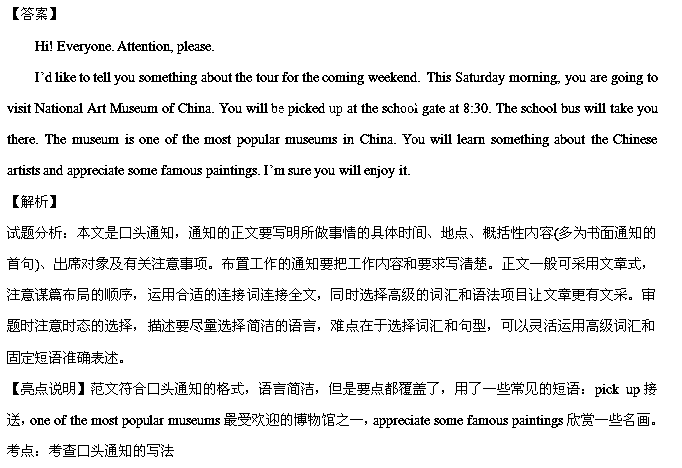 【答案】
Hi! Everyone. Attention, please.
I’d like to tell you something about the tour for the coming weekend. This Saturday morning, you are going to
visit National Art Museum of China. You will be picked up at the school gate at 8:30. The school bus will take you
there. The museum is one of the most popular museums in China. You will learn something about the Chinese
artists and appreciate some famous paintings. I’m sure you will enjoy it.
【解析】
试题分析：本文是口头通知，通知的正文要写明所做事情的具体时间、地点、概括性内容(多为书面通知的
首句)、出席对象及有关注意事项。布置工作的通知要把工作内容和要求写清楚。正文一般可采用文章式，
注意谋篇布局的顺序，运用合适的连接词连接全文，同时选择高级的词汇和语法项目让文章更有文采。审
题时注意时态的选择，描述要尽量选择简洁的语言，难点在于选择词汇和句型，可以灵活运用高级词汇和
固定短语准确表述。
【亮点说明】范文符合口头通知的格式，语言简洁，但是要点都覆盖了，用了一些常见的短语：pick up 接
送，one of the most popular museums 最受欢迎的博物馆之一，appreciate some famous paintings 欣赏一些名画。
考点：考查口头通知的写法